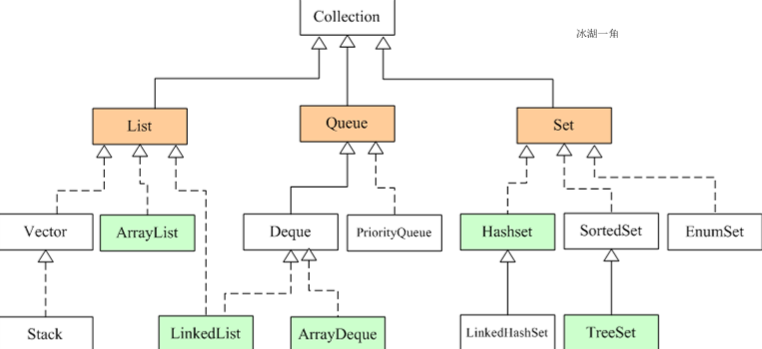 Collection
冰湖一角
List
Queue
Set
Vector
ArrayList
Deque
PriorityQueue
Hashset
SortedSet
EnumSet
Stack
LinkedList
ArrayDeque
LinkedHashSet
TreeSet